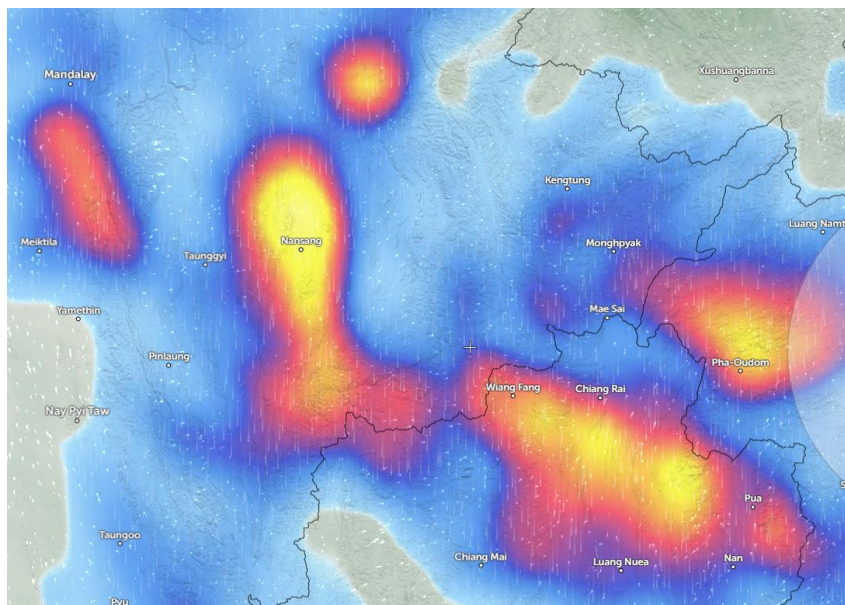 Mandalay
Xushuangbanna
Kengtung
Luang Namt
Meiktila
Nansang
Monghpyak
Taunggyi
Yamethin
Mae Sai
Pinlaung
Pha-Oudom
Wiang Fang
Chiang Rai
Nay Pyi Taw
S
Pua
Taungoo
Chiang Mai
Luang Nuea
Nan
Pyu